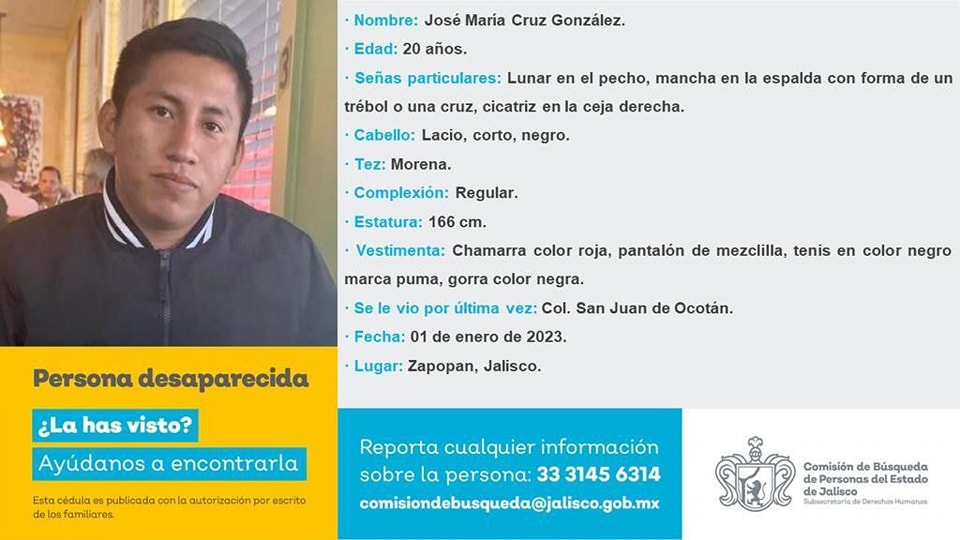 · Nombre: José María Cruz González.
· Edad: 20 años.
· Señas particulares: Lunar en el pecho, mancha en la espalda con forma de un
trébol o una cruz, cicatriz en la ceja derecha.
· Cabello: Lacio, corto, negro.
· Tez: Morena.
· Complexión: Regular.
· Estatura: 166 cm.
· Vestimenta: Chamarra color roja, pantalón de mezclilla, tenis en color negro
marca puma, gorra color negra.
· Se le vio por última vez: Col. San Juan de Ocotán.
· Fecha: 01 de enero de 2023.
· Lugar: Zapopan, Jalisco.
Persona desaparecida
¿La has visto?
Ayúdanos a encontrarla
Esta cédula es publicada con la autorización por escrito
de los familiares.
Reporta cualquier información
sobre la persona: 33 3145 6314
comisiondebusqueda@jalisco.gob.mx
Comisión de Búsqueda
de Personas del Estado
de Jalisco
Subsecretaría de Derechos Humanos